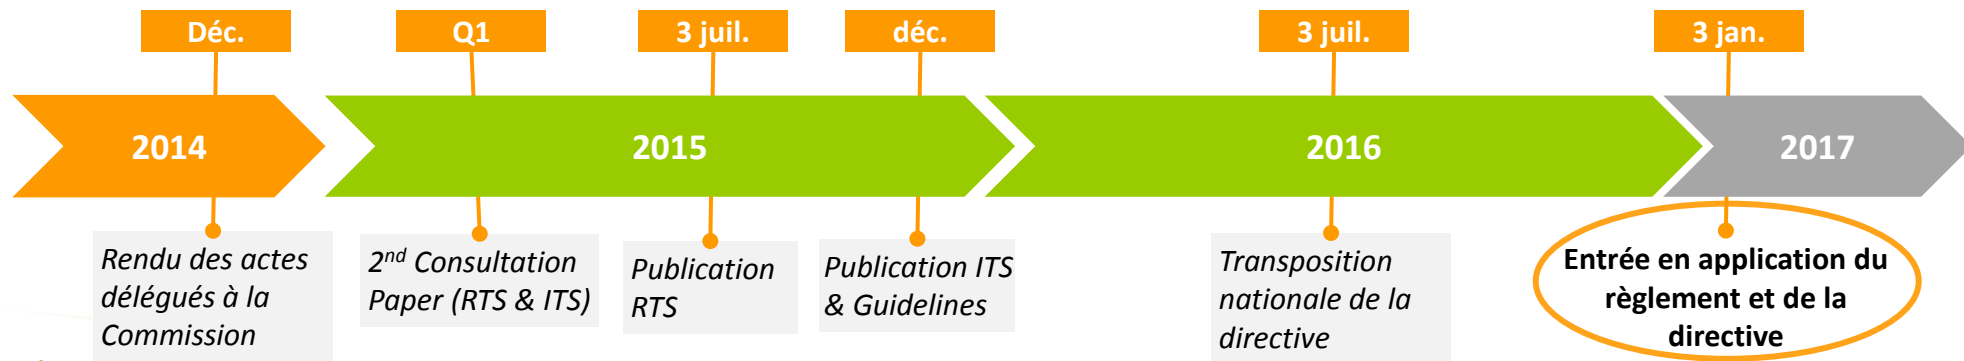 Déc.
Q1
3 juil.
déc.
3 juil.
3 jan.
2014
2015
2016
2017
Rendu des actes
délégués à la
Commission
2nd Consultation
Paper (RTS & ITS)
Publication
RTS
Publication ITS
& Guidelines
Transposition
nationale de la
directive
Entrée en application du
règlement et de la
directive